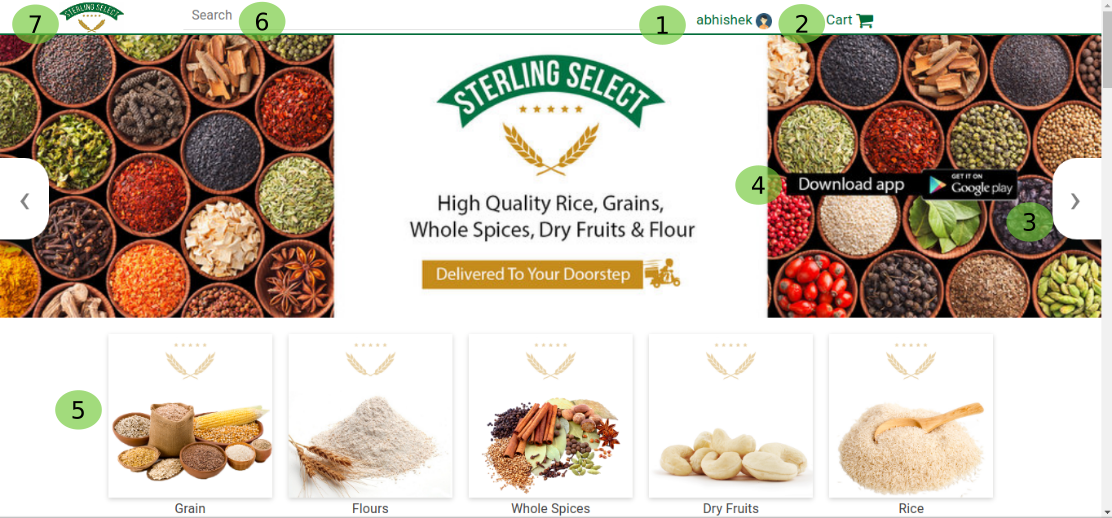 7
STERLING
SELECT
Search
6
1
abhishek
2
Cart
STERLING SELECT
High Quality Rice, Grains,
Whole Spices, Dry Fruits & Flour
Delivered To Your Doorstep
4
Download app
GET IT ON
Google play
3
5
Grain
Flours
Whole Spices
Dry Fruits
Rice